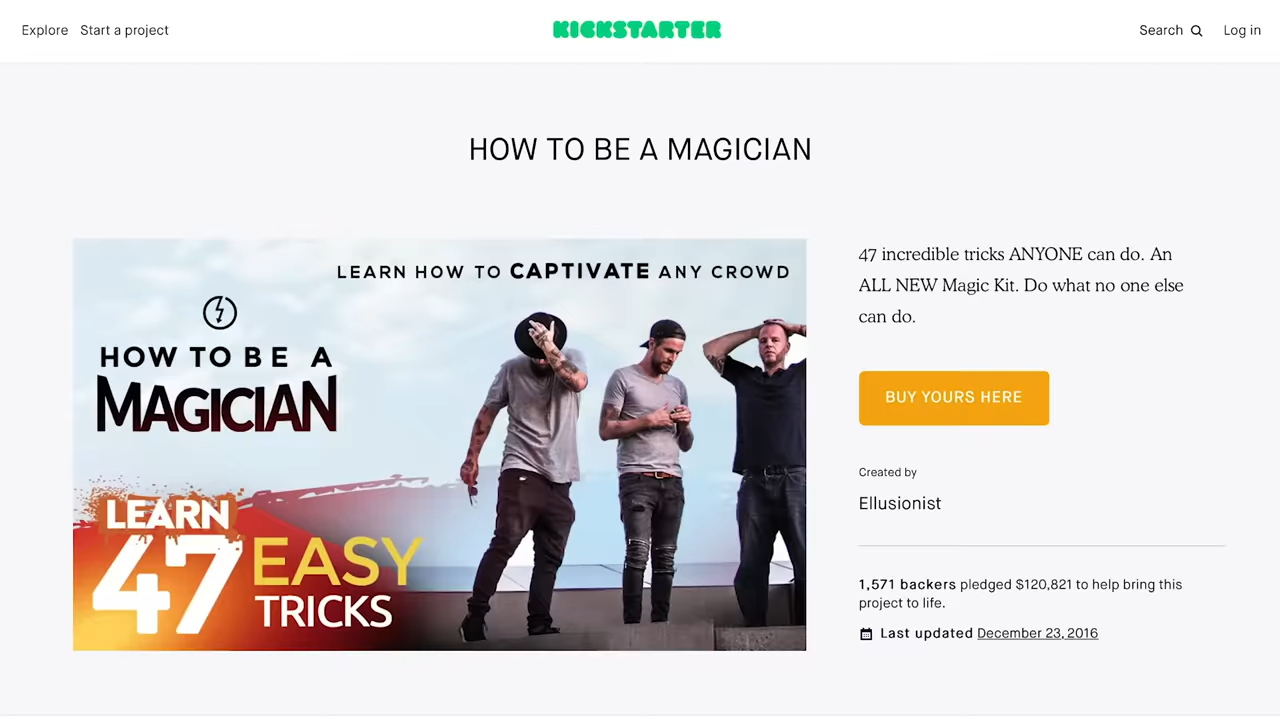 Explore Start a project KICKSTARTER Search Log in
HOW TO BE A MAGICIAN
LEARN HOW TO CAPTIVATE ANY CROWD
HOW TO BE A
MAGICIAN
LEARN
47 EASY
TRICKS
47 incredible tricks ANYONE can do. An
ALL NEW Magic Kit. Do what no one else
can do.
BUY YOURS HERE
Created by
Ellusionist
1,571 backers pledged $120,821 to help bring this
project to life.
Last updated December 23, 2016